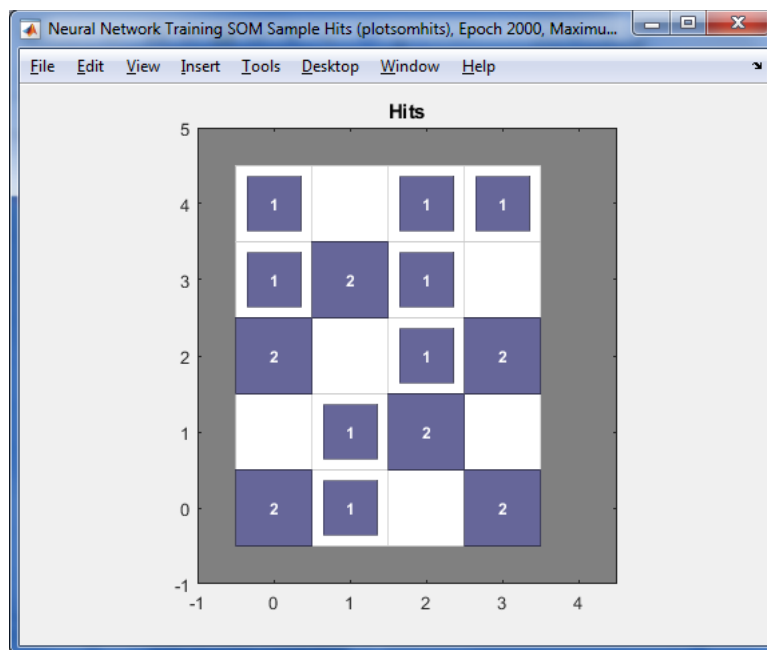 Neural Network Training SOM Sample Hits (plotsomhits), Epoch 2000, Maximu...
File Edit View Insert Tools Desktop Window Help
Hits
5
4 1 1 1
3 1 2 1
2 2 1 2
1 1 2
0 2 1 2
-1
-1 0 1 2 3 4